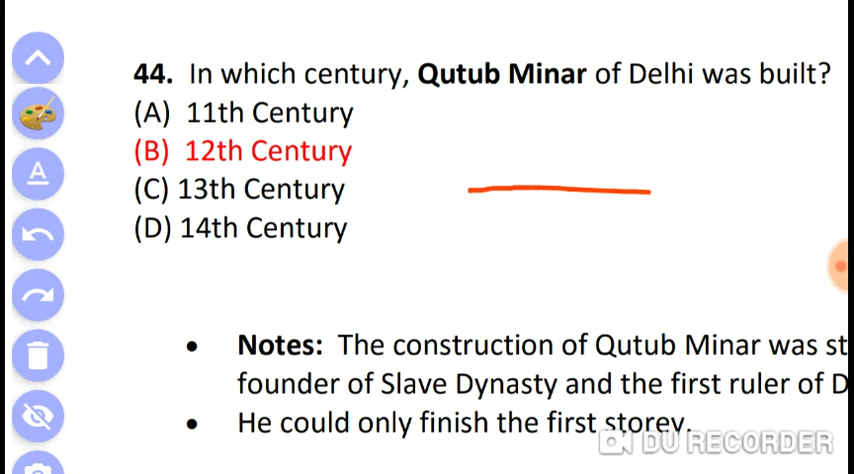 44. In which century, Qutub Minar of Delhi was built?
(A) 11th Century
(B) 12th Century
(C) 13th Century
(D) 14th Century
• Notes: The construction of Qutub Minar was st
founder of Slave Dynasty and the first ruler of D
• He could only finish the first storey.
DU RECORDER
A